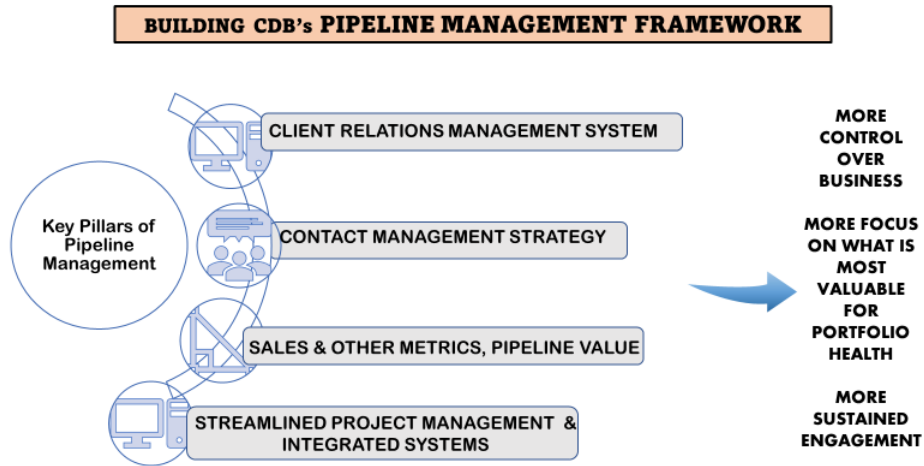 BUILDING CDB's PIPELINE MANAGEMENT FRAMEWORK
Key Pillars of
Pipeline
Management
CLIENT RELATIONS MANAGEMENT SYSTEM
CONTACT MANAGEMENT STRATEGY
SALES & OTHER METRICS, PIPELINE VALUE
STREAMLINED PROJECT MANAGEMENT &
INTEGRATED SYSTEMS
MORE
CONTROL
OVER
BUSINESS
MORE FOCUS
ON WHAT IS
MOST
VALUABLE
FOR
PORTFOLIO
HEALTH
MORE
SUSTAINED
ENGAGEMENT